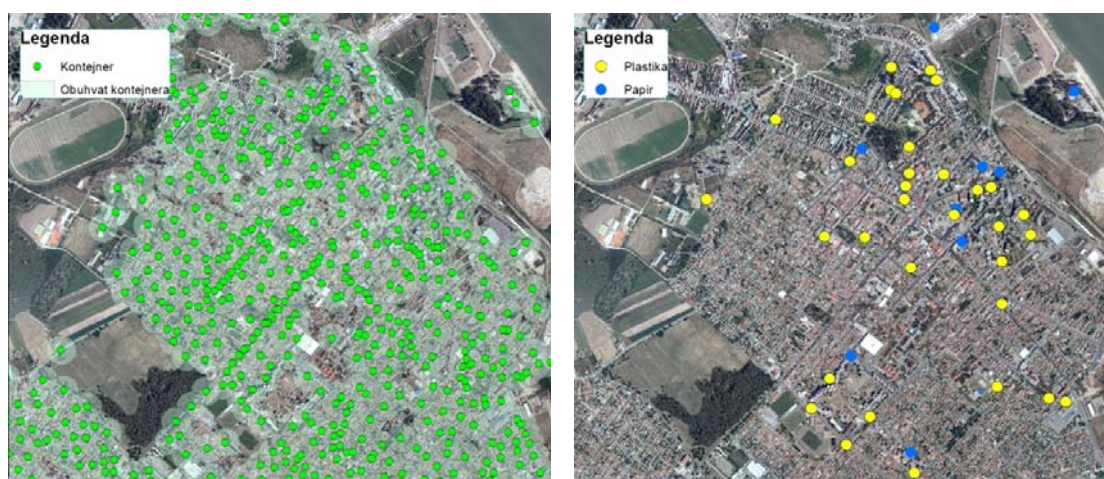 Legenda
Kontejner
Obuhvat kontejnera
Legenda
Plastika
Papir